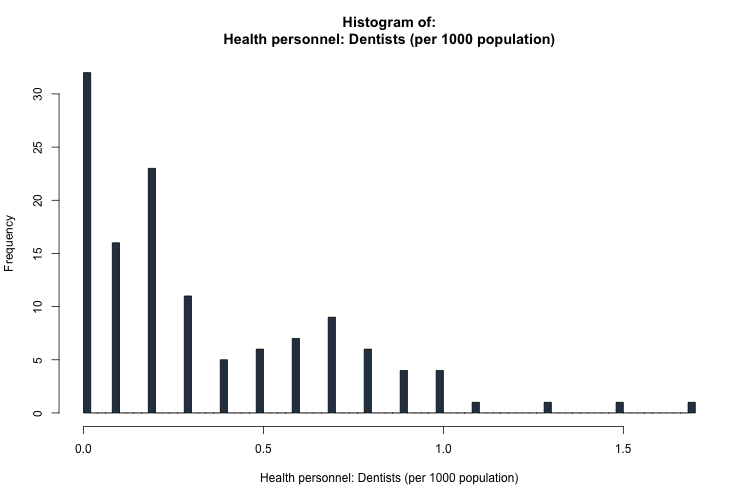 Histogram of:
Health personnel: Dentists (per 1000 population)
Frequency
30
25
20
15
10
5
0
0.0 0.5 1.0 1.5
Health personnel: Dentists (per 1000 population)